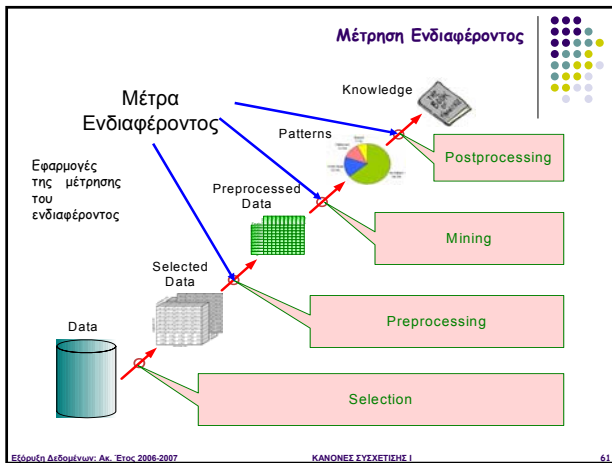 Μέτρηση Ενδιαφέροντος
Μέτρα
Ενδιαφέροντος
Knowledge
Patterns
Postprocessing
Εφαρμογές
της μέτρησης
του
ενδιαφέροντος
Preprocessed
Data
Mining
Selected
Data
Preprocessing
Data
Selection
Εξόρυξη Δεδομένων: Ακ. Έτος 2006-2007
ΚΑΝΟΝΕΣ ΣΥΣΧΕΤΙΣΗΣ Ι
61